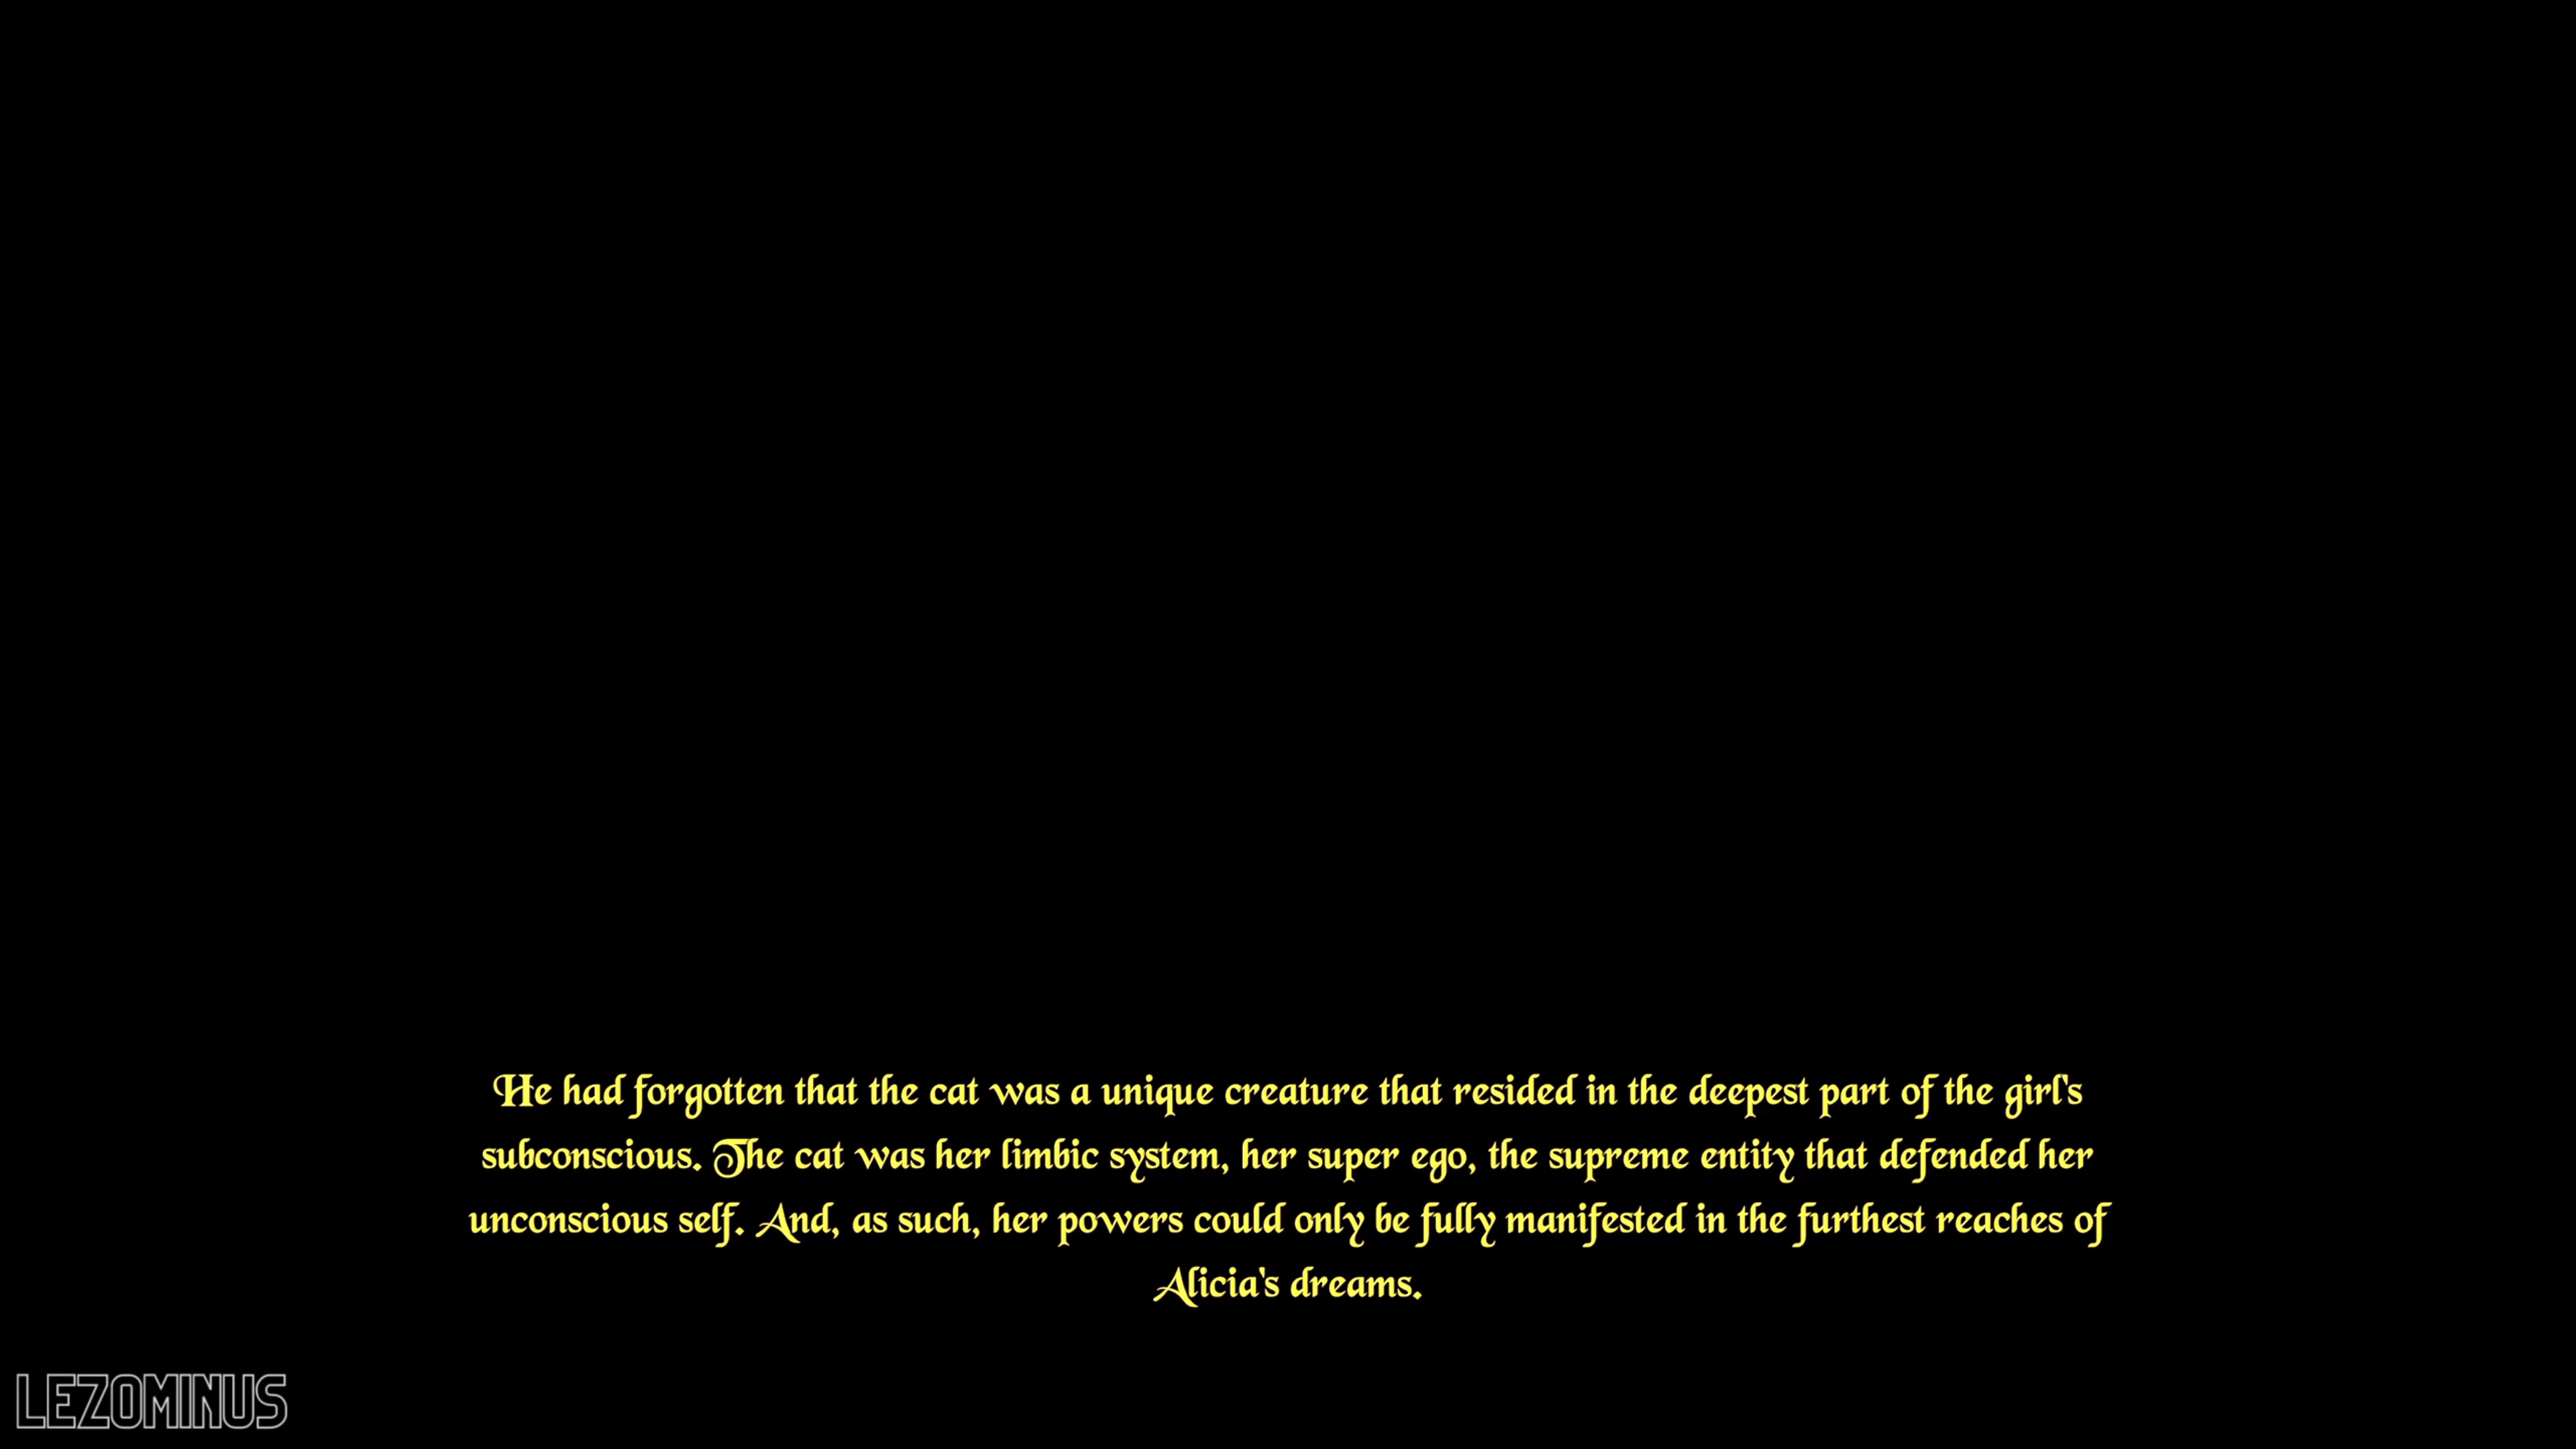 He had forgotten that the cat was a unique creature that resided in the deepest part of the girl's
subconscious. The cat was her limbic system, her super ego, the supreme entity that defended her
unconscious self. And, as such, her powers could only be fully manifested in the furthest reaches of
Alicia's dreams.
LEZOMINUS